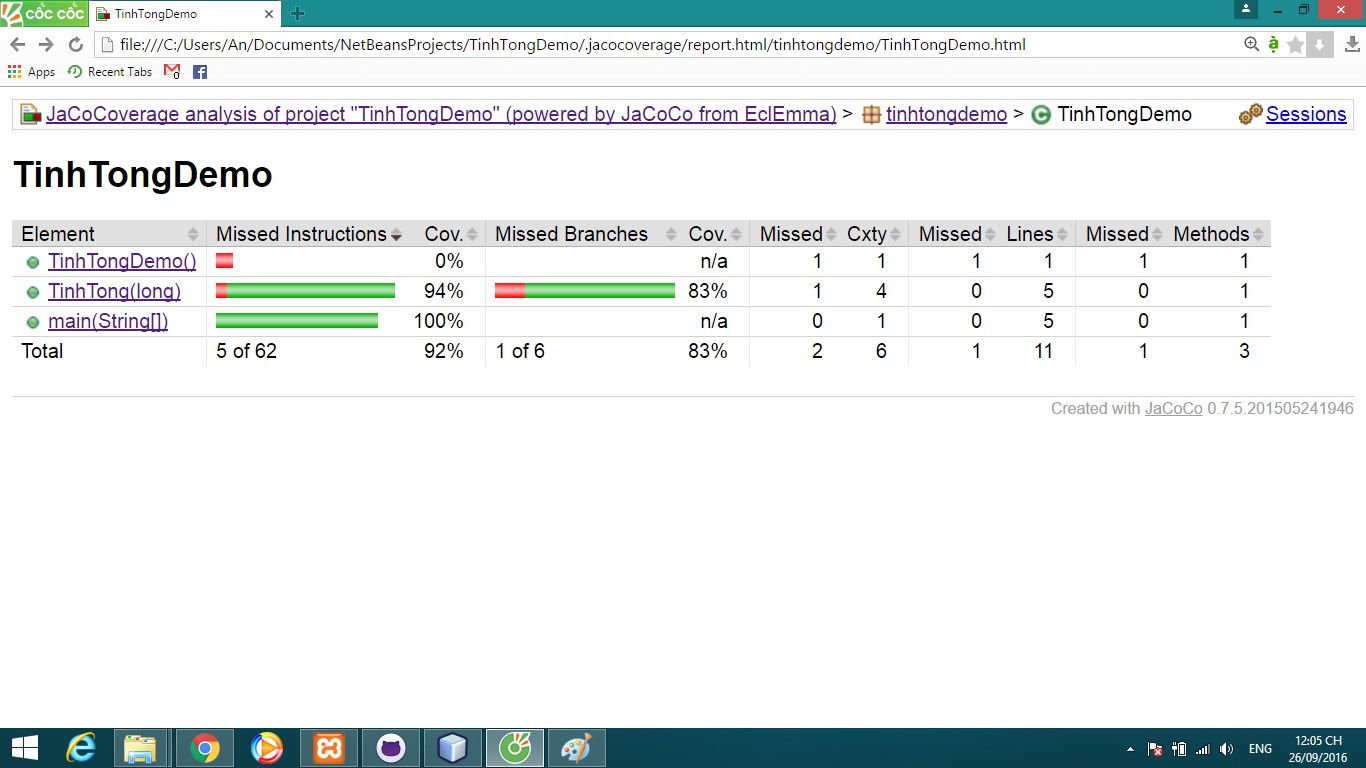 CỐC CỐC TinhTongDemo
file:///C:/Users/An/Documents/NetBeansProjects/TinhTongDemo/.jacocoverage/report.html/tinhtongdemo/TinhTongDemo.html
Apps Recent Tabs
JaCoCoverage analysis of project "TinhTongDemo" (powered by JaCoCo from EclEmma) > tinhtongdemo > TinhTongDemo Sessions
TinhTongDemo
Element Missed Instructions Cov. Missed Branches Cov. Missed Cxty Missed Lines Missed Methods
TinhTongDemo() 0% n/a 1 1 1 1 1 1
TinhTong(long) 94% 83% 1 4 0 5 0 1
main(String[]) 100% n/a 0 1 0 5 0 1
Total 5 of 62 92% 1 of 6 83% 2 6 1 11 1 3
Created with JaCoCo 0.7.5.201505241946
ENG 12:05 CH
26/09/2016